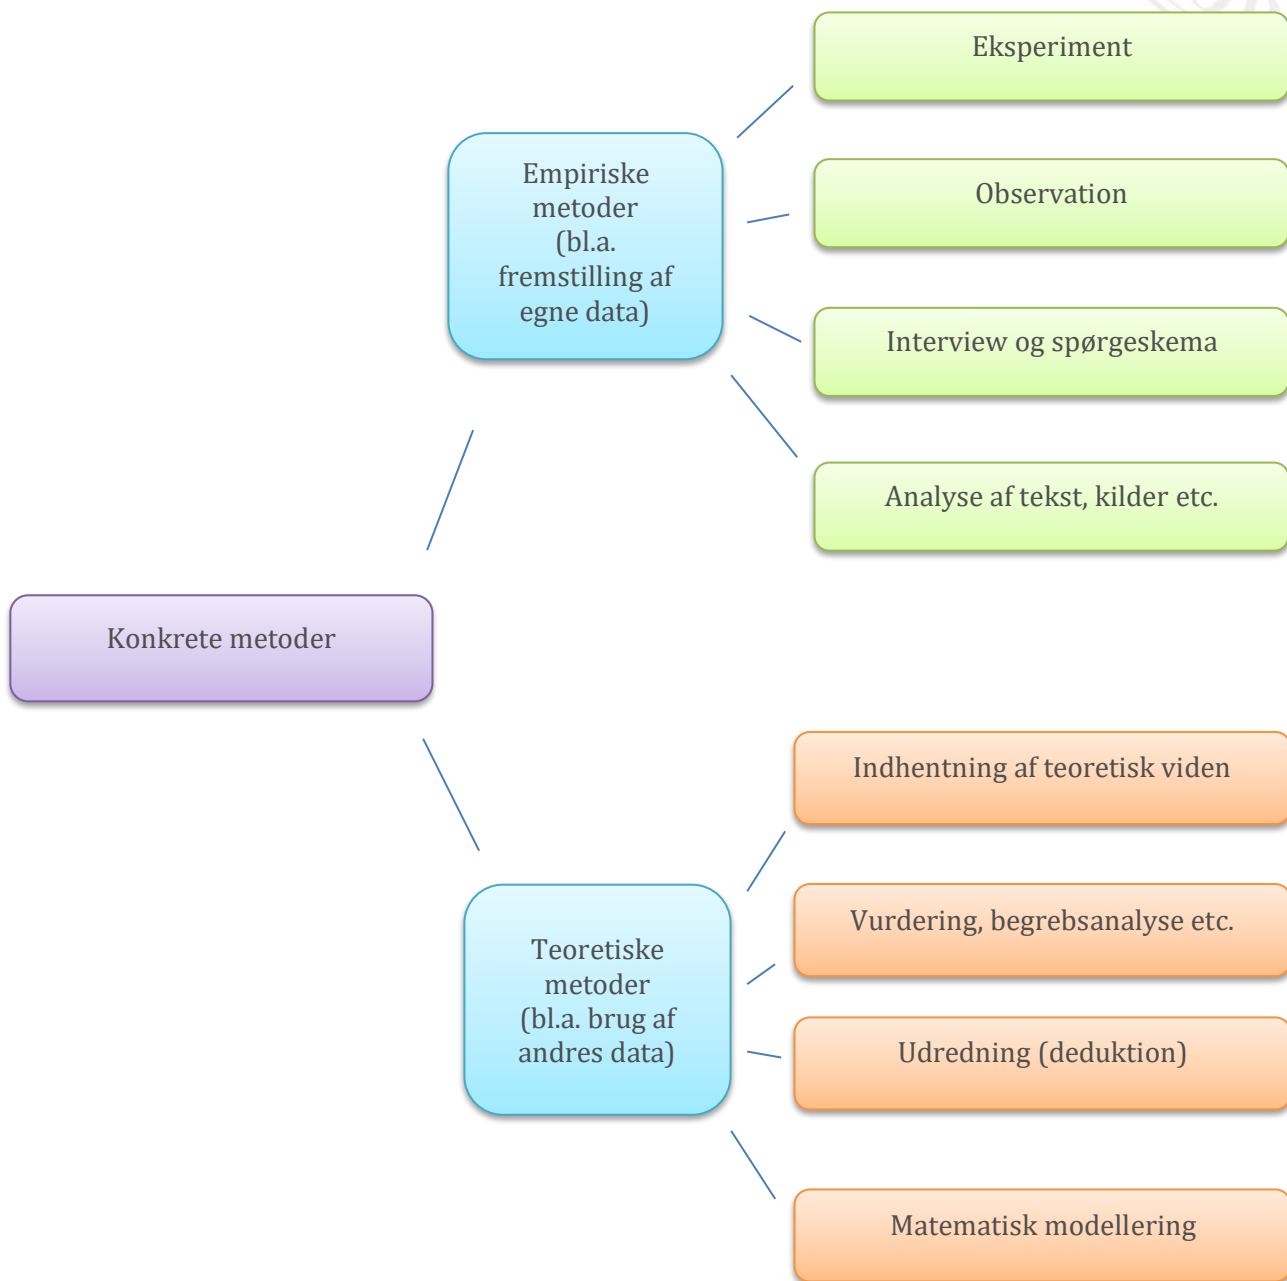 Eksperiment
Empiriske
metoder
(bl.a.
fremstilling af
egne data)
Observation
Interview og spørgeskema
Analyse af tekst, kilder etc.
Konkrete metoder
Indhentning af teoretisk viden
Teoretiske
metoder
(bl.a. brug af
andres data)
Vurdering, begrebsanalyse etc.
Udredning (deduktion)
Matematisk modellering